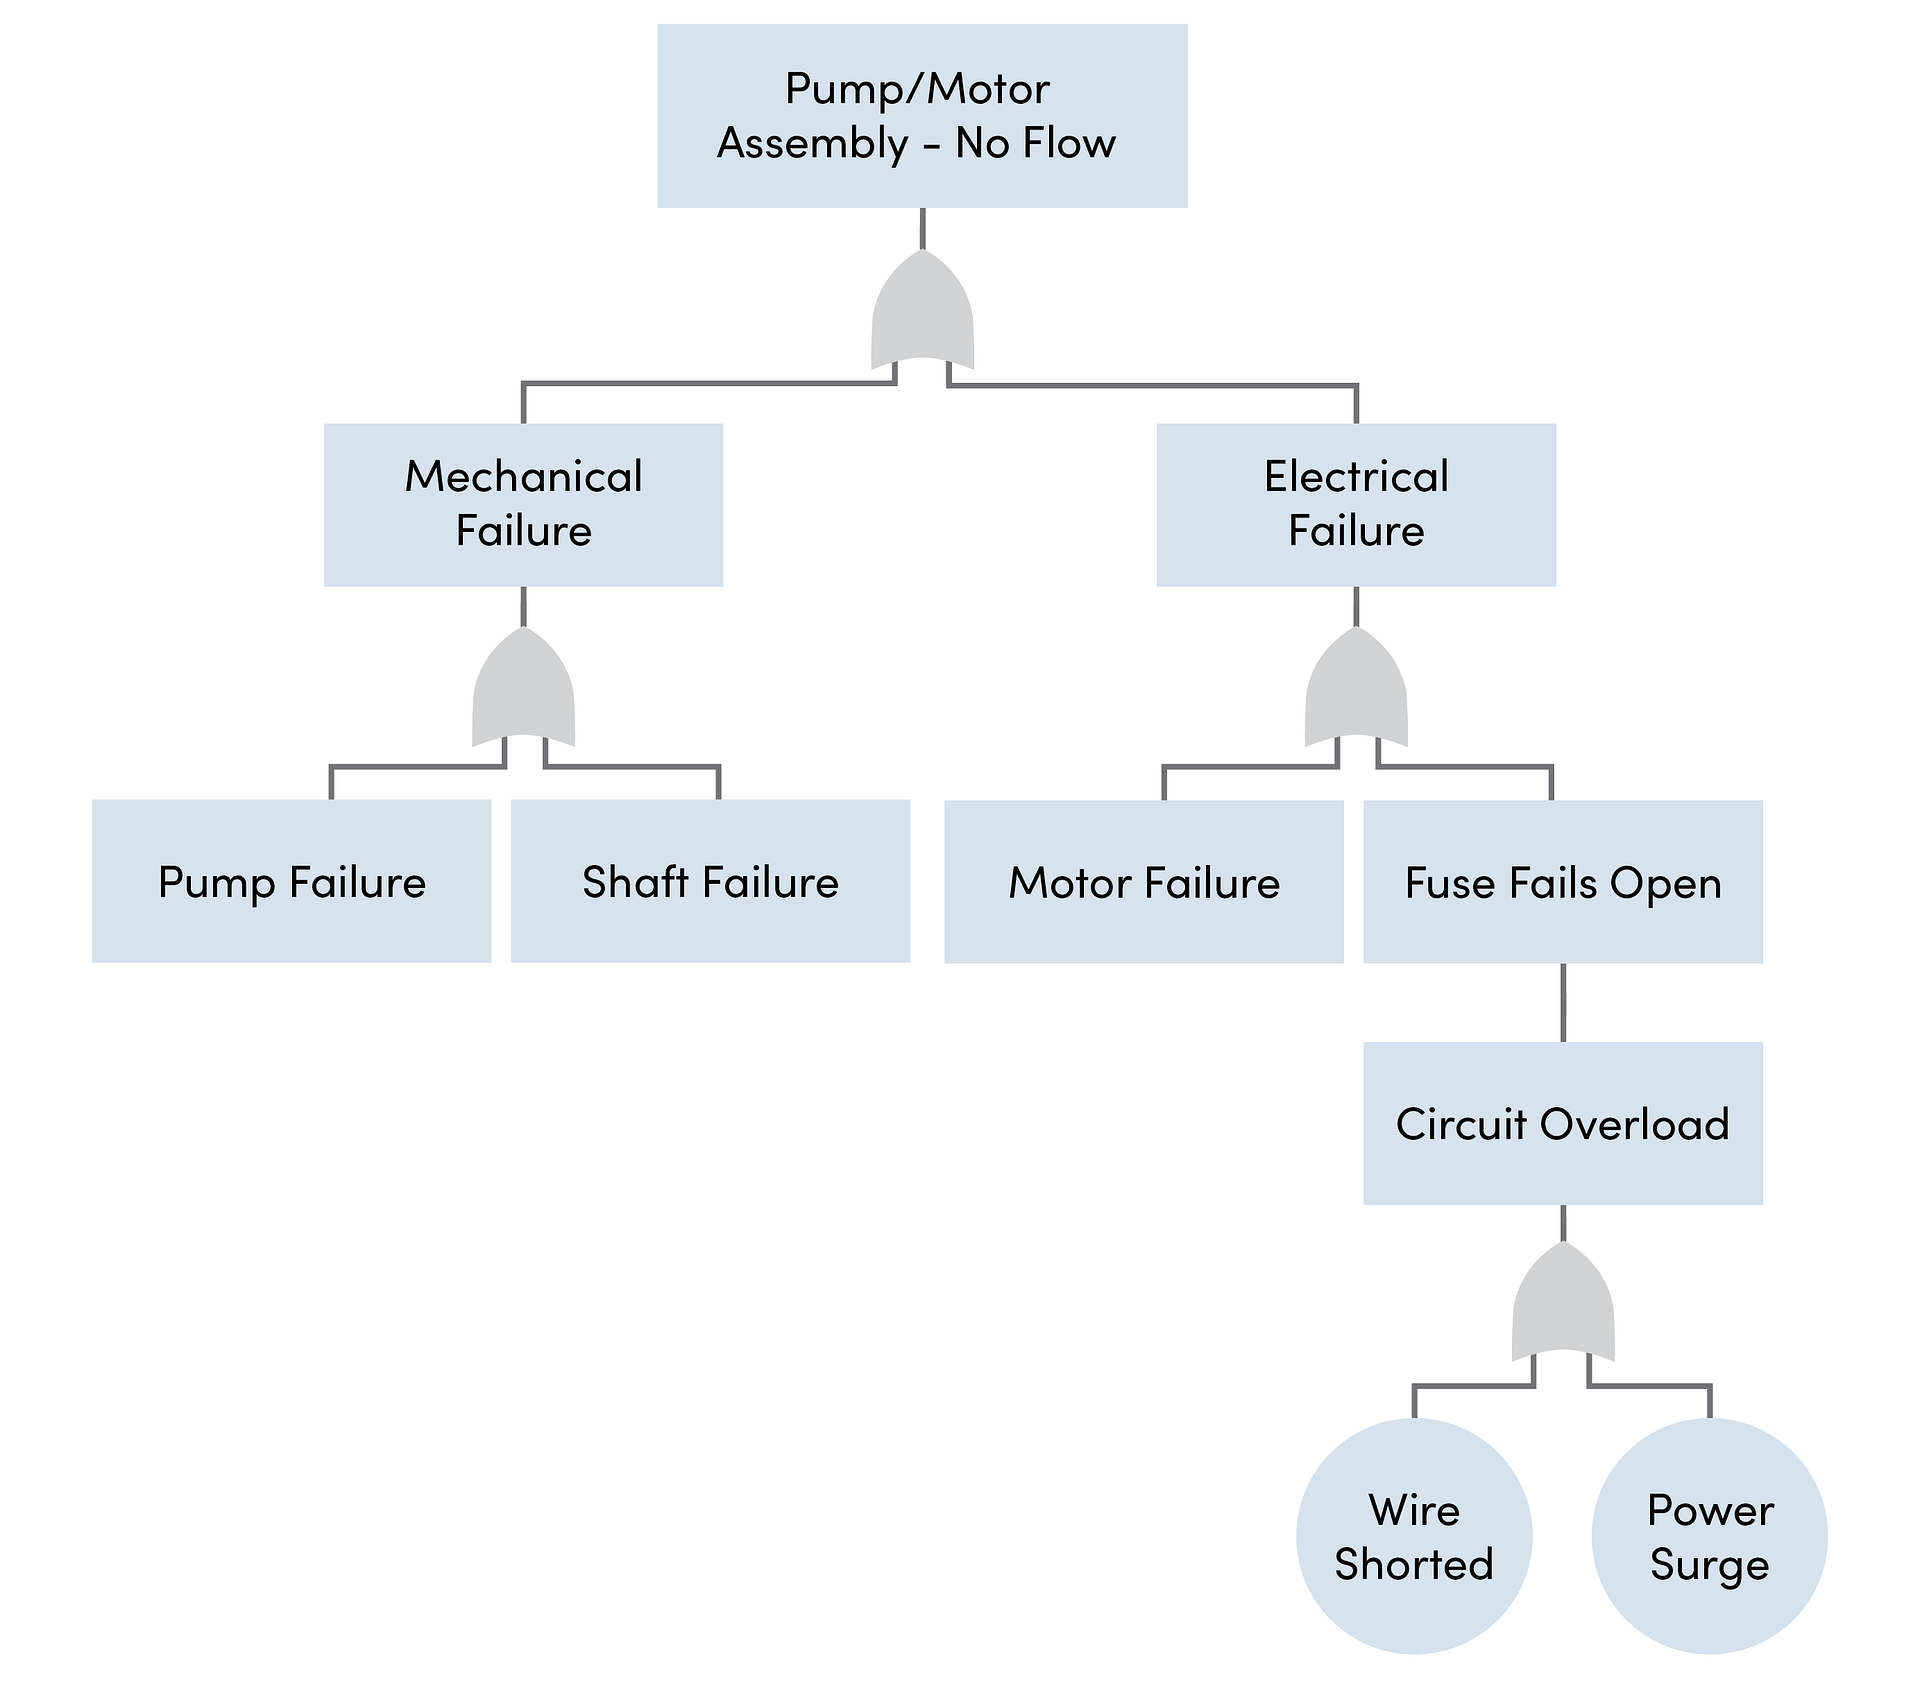 Pump/Motor
Assembly - No Flow
Mechanical
Failure
Electrical
Failure
Pump Failure
Shaft Failure
Motor Failure
Fuse Fails Open
Circuit Overload
Wire
Shorted
Power
Surge